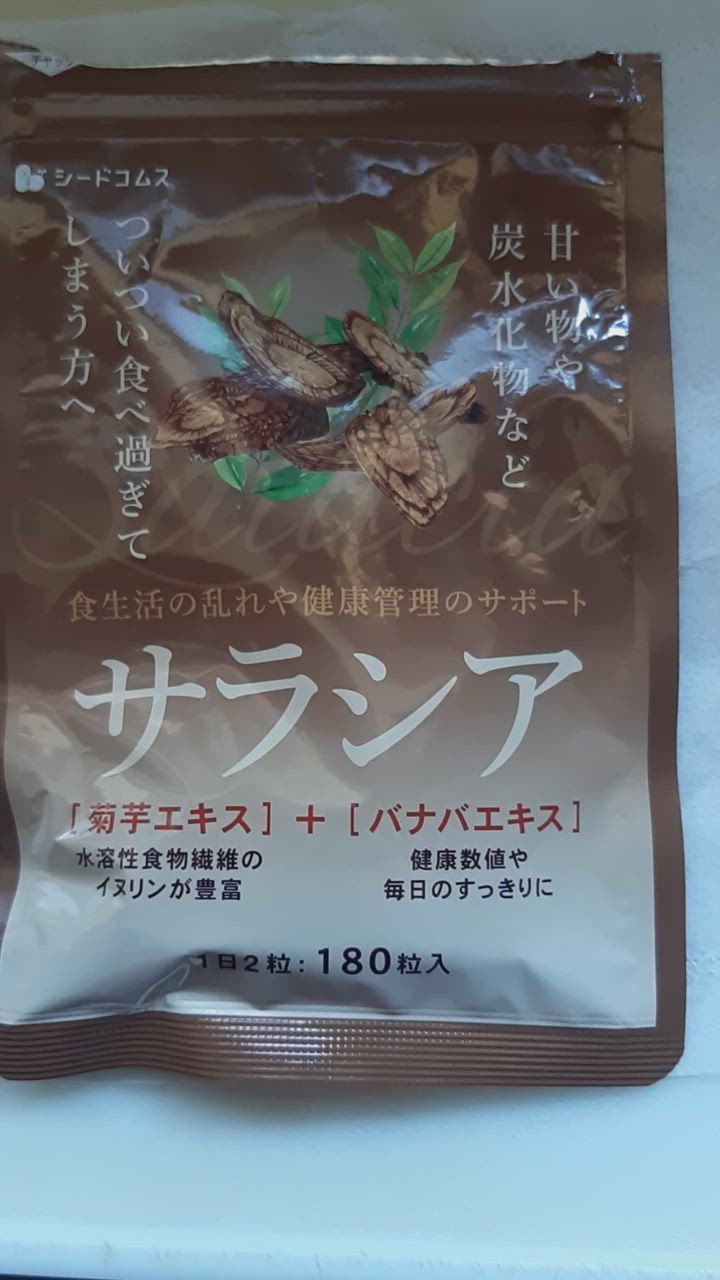 チャック
シードコムス
甘い物や
炭水化物など
ついつい食べ過ぎて
しまう方へ
Salacia
食生活の乱れや健康管理のサポート
サラシア
[菊芋エキス] + [バナバエキス]
水溶性食物繊維の
イヌリンが豊富
健康数値や
毎日のすっきりに
1日2粒:180粒入